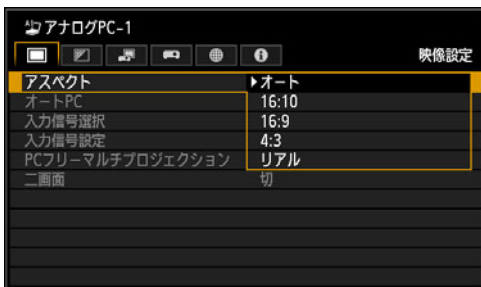 アナログPC-1
映像設定
アスペクト
オート
オートPC
16:10
入力信号選択
16:9
入力信号設定
4:3
PCフリーマルチプロジェクション
リアル
二画面
切